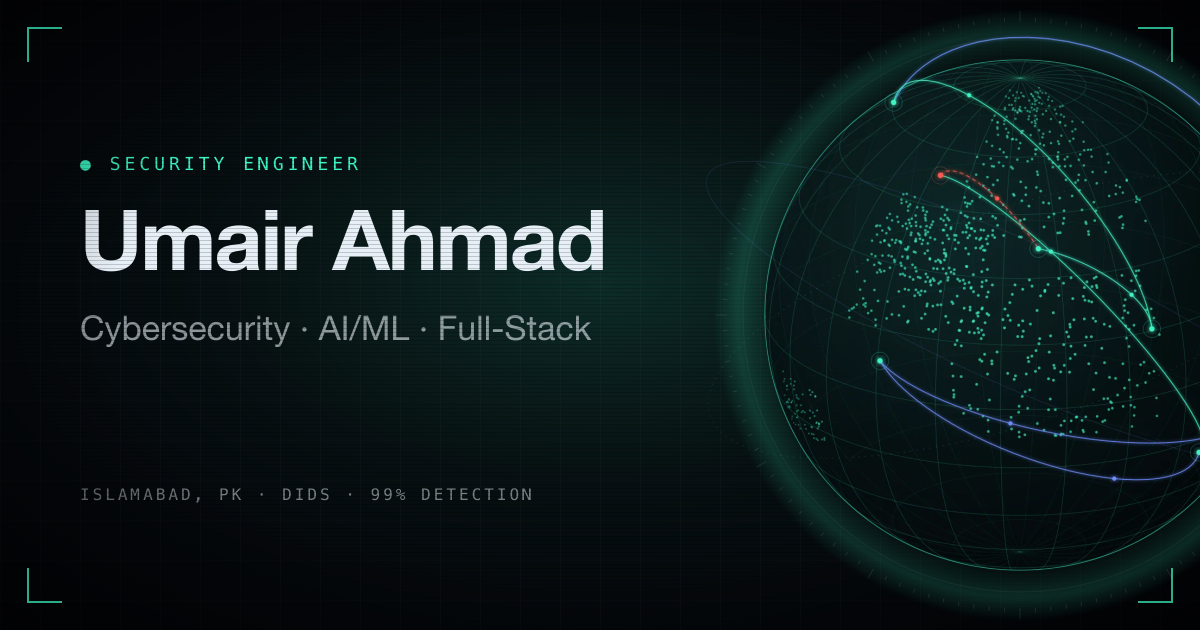 SECURITY ENGINEER
Umair Ahmad
Cybersecurity · AI/ML · Full-Stack
ISLAMABAD, PK · DIDS · 99% DETECTION